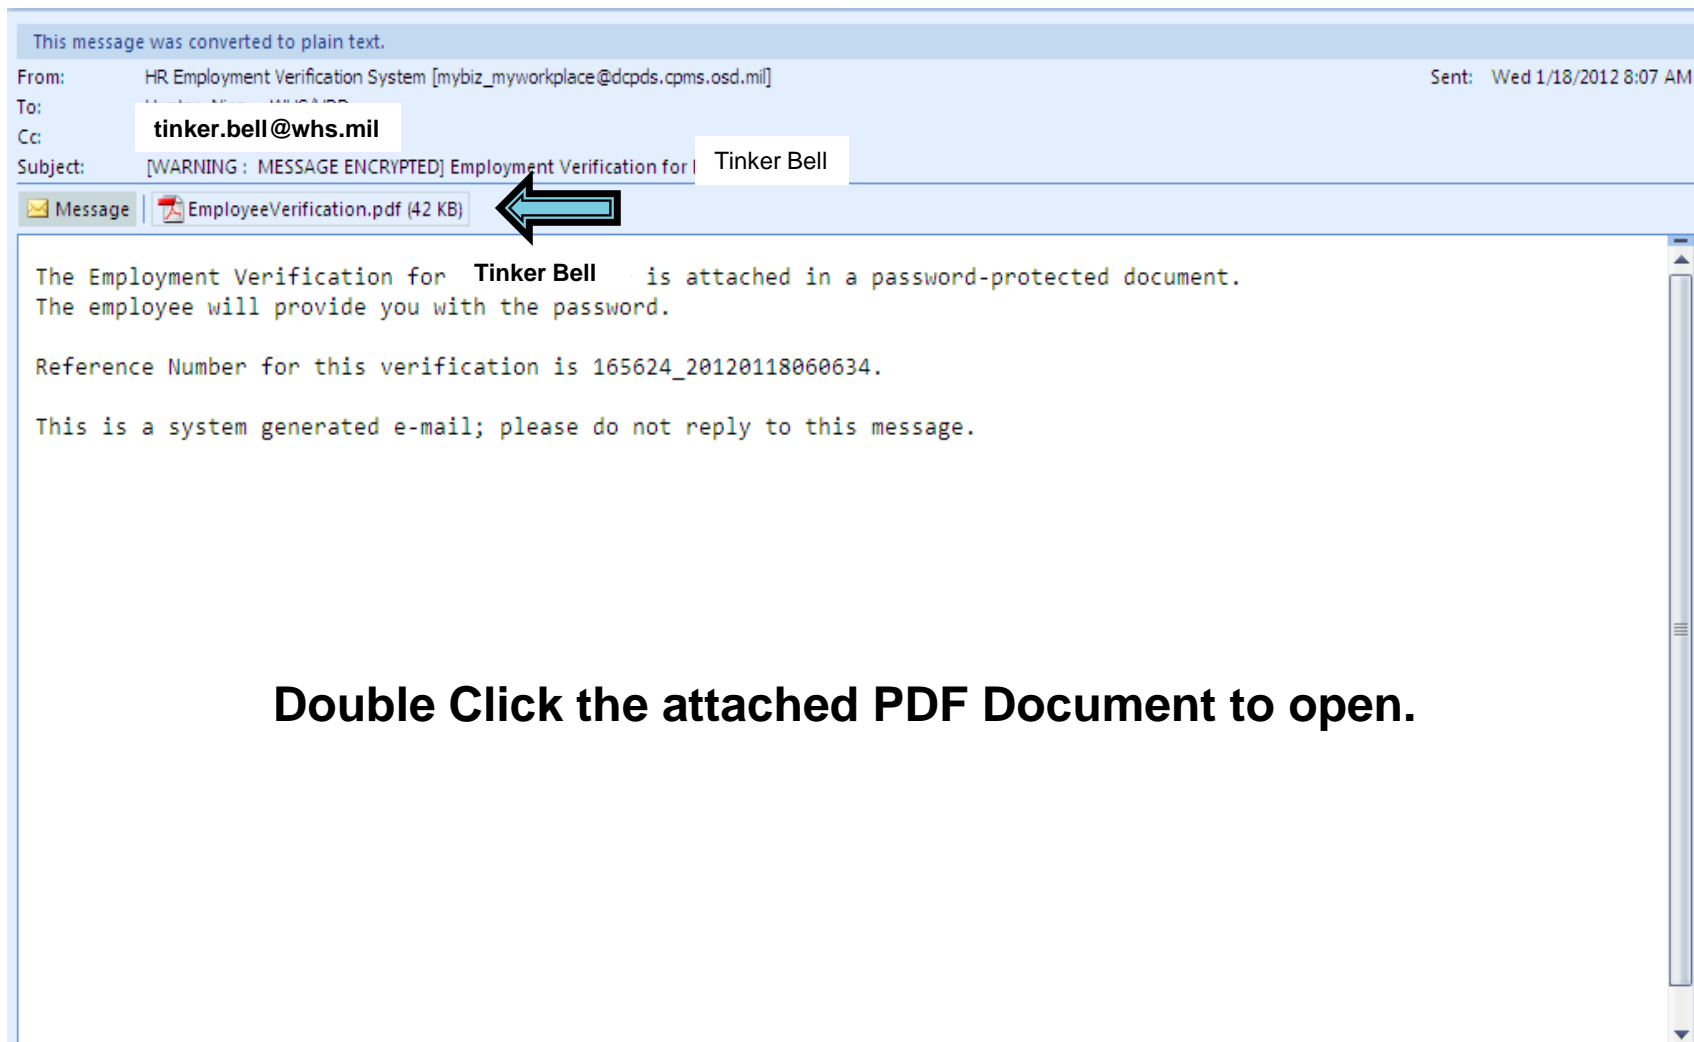 This message was converted to plain text.
From: HR Employment Verification System [mybiz_myworkplace@dcpds.cpms.osd.mil] Sent: Wed 1/18/2012 8:07 AM
To:
tinker.bell@whs.mil
Cc:
Subject: [WARNING : MESSAGE ENCRYPTED] Employment Verification for Tinker Bell
Message EmployeeVerification.pdf (42 KB)
The Employment Verification for Tinker Bell is attached in a password-protected document.
The employee will provide you with the password.
Reference Number for this verification is 165624_20120118060634.
This is a system generated e-mail; please do not reply to this message.
Double Click the attached PDF Document to open.